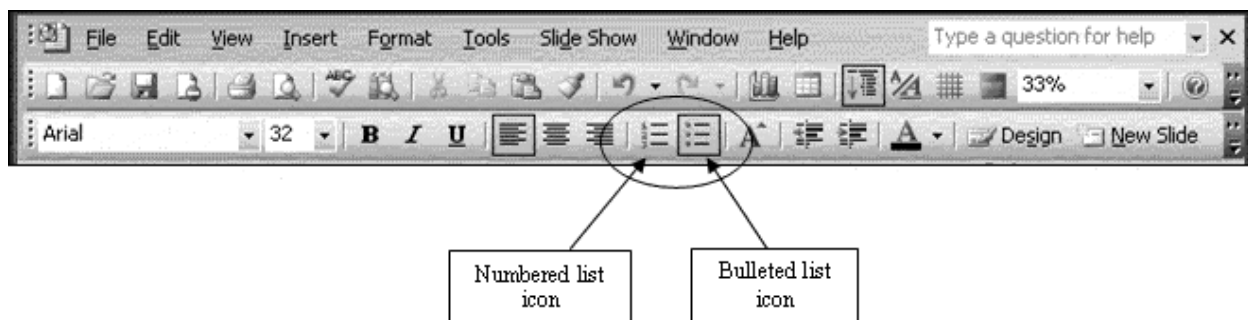 File Edit View Insert Format Tools Slide Show Window Help Type a question for help
ABC A/A 33%
Arial 32 B I U A A Design New Slide
Numbered list
icon
Bulleted list
icon